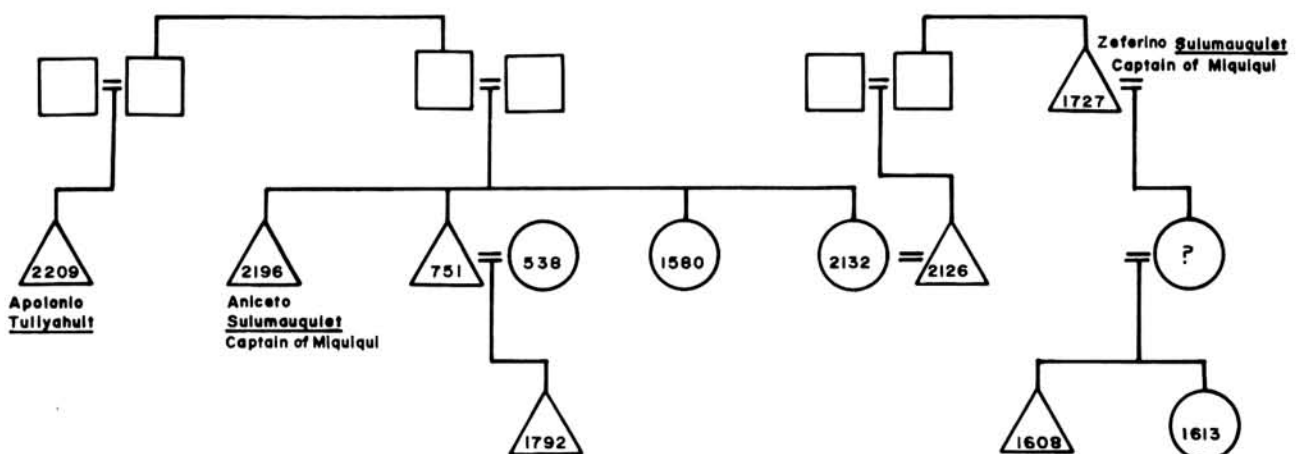 Zeferino Sulumauquiet
Captain of Miquiqui
1727
2209
2196
751
538
1580
2132
2126
?
Apolonio
Tuliyahuit
Aniceto
Sulumauquiet
Captain of Miquiqui
1792
1608
1613